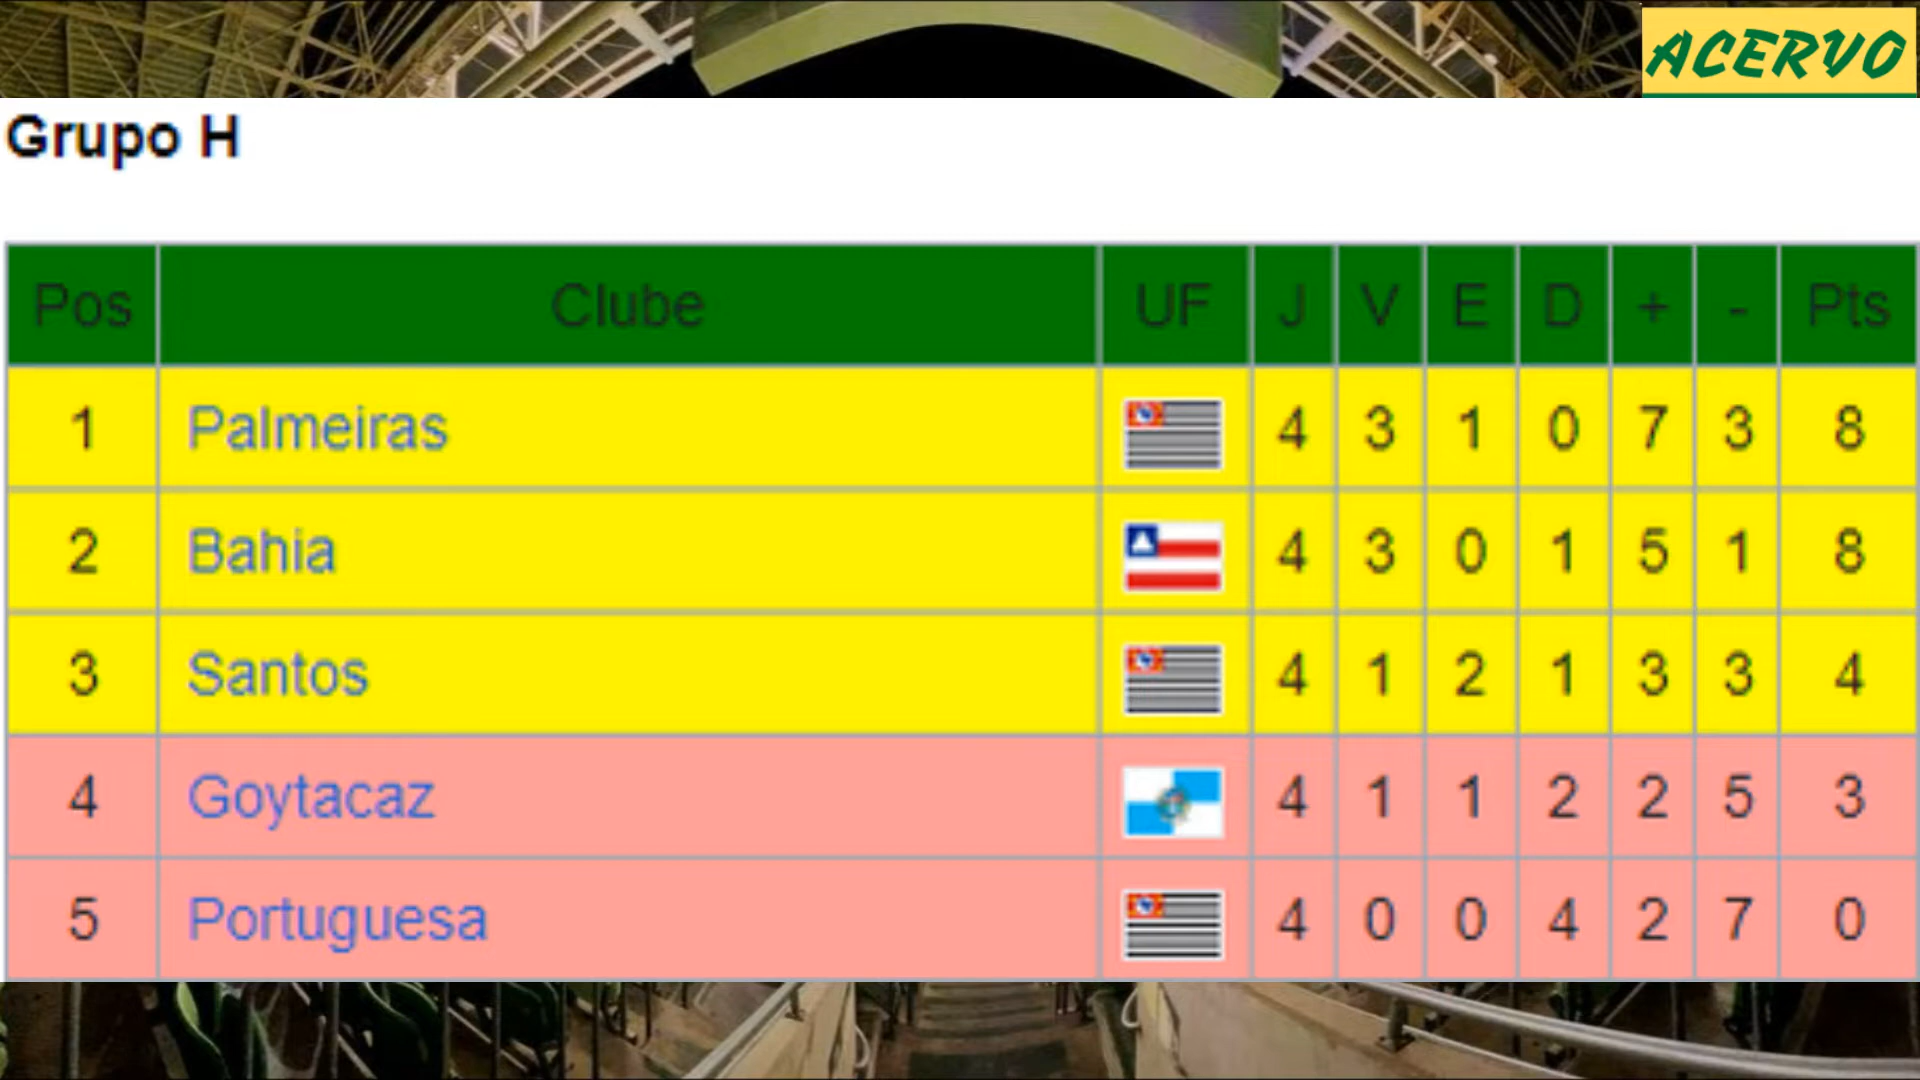 ACERVO
Grupo H
Pos Clube UF J V E D + - Pts
1 Palmeiras 4 3 1 0 7 3 8
2 Bahia 4 3 0 1 5 1 8
3 Santos 4 1 2 1 3 3 4
4 Goytacaz 4 1 1 2 2 5 3
5 Portuguesa 4 0 0 4 2 7 0